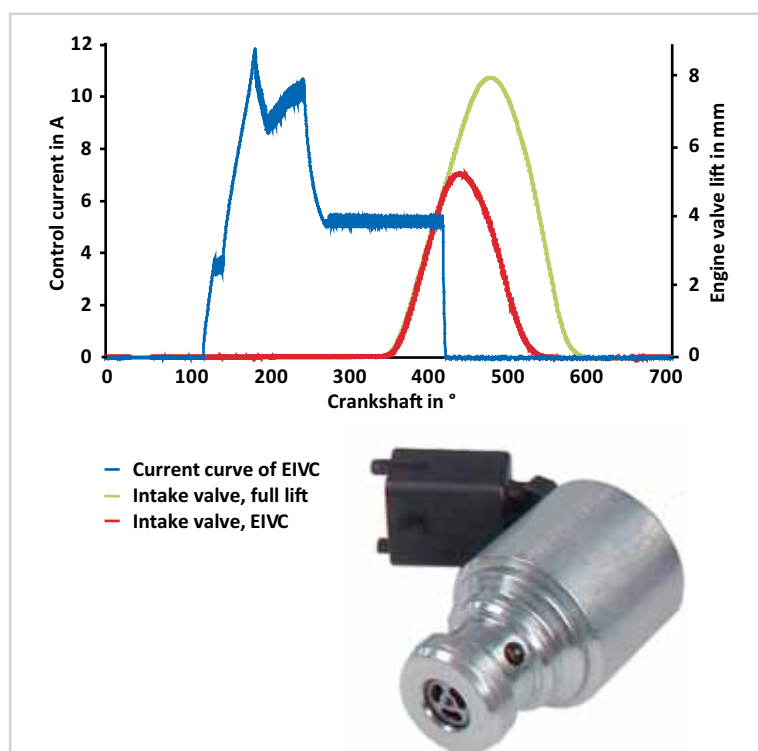 12
10
8
6
4
2
0
Control current in A
8
6
4
2
0
Engine valve lift in mm
0 100 200 300 400 500 600 700
Crankshaft in °
Current curve of EIVC
Intake valve, full lift
Intake valve, EIVC